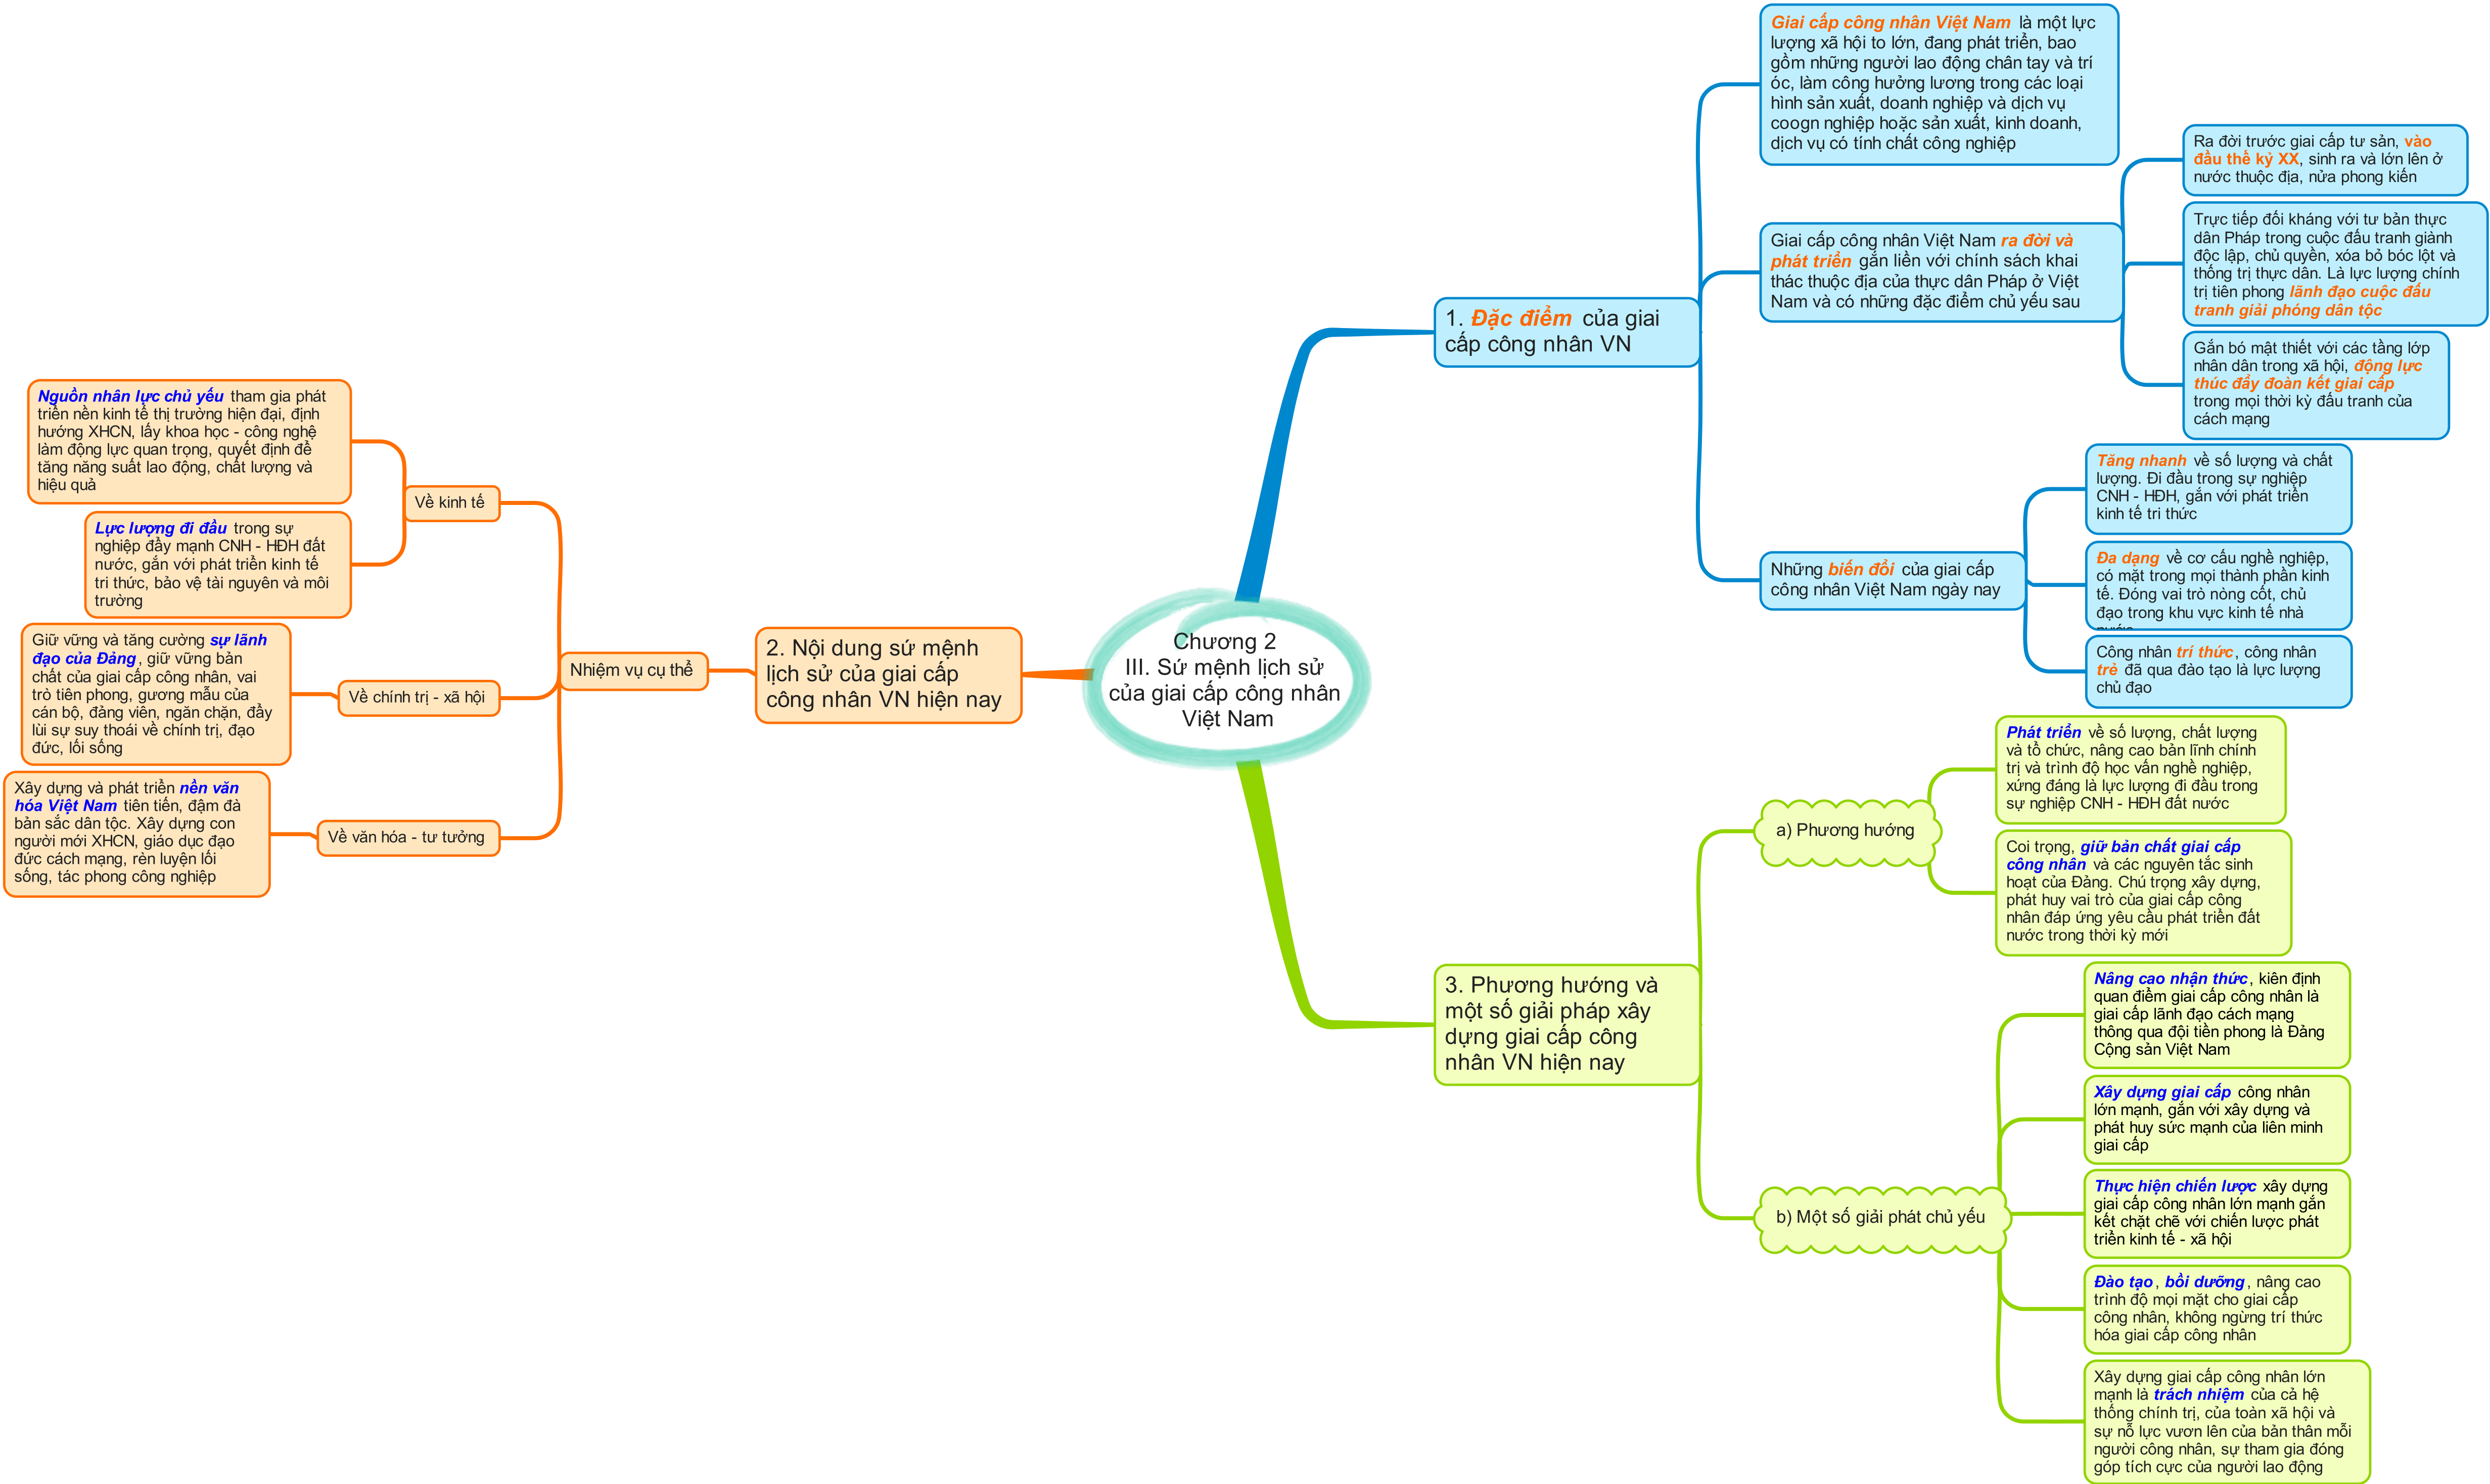 Chương 2
III. Sứ mệnh lịch sử
của giai cấp công nhân
Việt Nam
1. Đặc điểm của giai
cấp công nhân VN
Giai cấp công nhân Việt Nam là một lực
lượng xã hội to lớn, đang phát triển, bao
gồm những người lao động chân tay và trí
óc, làm công hưởng lương trong các loại
hình sản xuất, doanh nghiệp và dịch vụ
coogn nghiệp hoặc sản xuất, kinh doanh,
dịch vụ có tính chất công nghiệp
Giai cấp công nhân Việt Nam ra đời và
phát triển gắn liền với chính sách khai
thác thuộc địa của thực dân Pháp ở Việt
Nam và có những đặc điểm chủ yếu sau
Ra đời trước giai cấp tư sản, vào
đầu thế kỷ XX, sinh ra và lớn lên ở
nước thuộc địa, nửa phong kiến
Trực tiếp đối kháng với tư bản thực
dân Pháp trong cuộc đấu tranh giành
độc lập, chủ quyền, xóa bỏ bóc lột và
thống trị thực dân. Là lực lượng chính
trị tiên phong lãnh đạo cuộc đấu
tranh giải phóng dân tộc
Gắn bó mật thiết với các tầng lớp
nhân dân trong xã hội, động lực
thúc đẩy đoàn kết giai cấp
trong mọi thời kỳ đấu tranh của
cách mạng
Những biến đổi của giai cấp
công nhân Việt Nam ngày nay
Tăng nhanh về số lượng và chất
lượng. Đi đầu trong sự nghiệp
CNH - HĐH, gắn với phát triển
kinh tế tri thức
Đa dạng về cơ cấu nghề nghiệp,
có mặt trong mọi thành phần kinh
tế. Đóng vai trò nòng cốt, chủ
đạo trong khu vực kinh tế nhà
Công nhân trí thức, công nhân
trẻ đã qua đào tạo là lực lượng
chủ đạo
2. Nội dung sứ mệnh
lịch sử của giai cấp
công nhân VN hiện nay
Nhiệm vụ cụ thể
Về kinh tế
Nguồn nhân lực chủ yếu tham gia phát
triển nền kinh tế thị trường hiện đại, định
hướng XHCN, lấy khoa học - công nghệ
làm động lực quan trọng, quyết định để
tăng năng suất lao động, chất lượng và
hiệu quả
Lực lượng đi đầu trong sự
nghiệp đẩy mạnh CNH - HĐH đất
nước, gắn với phát triển kinh tế
tri thức, bảo vệ tài nguyên và môi
trường
Về chính trị - xã hội
Giữ vững và tăng cường sự lãnh
đạo của Đảng, giữ vững bản
chất của giai cấp công nhân, vai
trò tiên phong, gương mẫu của
cán bộ, đảng viên, ngăn chặn, đẩy
lùi sự suy thoái về chính trị, đạo
đức, lối sống
Về văn hóa - tư tưởng
Xây dựng và phát triển nền văn
hóa Việt Nam tiên tiến, đậm đà
bản sắc dân tộc. Xây dựng con
người mới XHCN, giáo dục đạo
đức cách mạng, rèn luyện lối
sống, tác phong công nghiệp
3. Phương hướng và
một số giải pháp xây
dựng giai cấp công
nhân VN hiện nay
a) Phương hướng
Phát triển về số lượng, chất lượng
và tổ chức, nâng cao bản lĩnh chính
trị và trình độ học vấn nghề nghiệp,
xứng đáng là lực lượng đi đầu trong
sự nghiệp CNH - HĐH đất nước
Coi trọng, giữ bản chất giai cấp
công nhân và các nguyên tắc sinh
hoạt của Đảng. Chú trọng xây dựng,
phát huy vai trò của giai cấp công
nhân đáp ứng yêu cầu phát triển đất
nước trong thời kỳ mới
b) Một số giải phát chủ yếu
Nâng cao nhận thức, kiên định
quan điểm giai cấp công nhân là
giai cấp lãnh đạo cách mạng
thông qua đội tiền phong là Đảng
Cộng sản Việt Nam
Xây dựng giai cấp công nhân
lớn mạnh, gắn với xây dựng và
phát huy sức mạnh của liên minh
giai cấp
Thực hiện chiến lược xây dựng
giai cấp công nhân lớn mạnh gắn
kết chặt chẽ với chiến lược phát
triển kinh tế - xã hội
Đào tạo, bồi dưỡng, nâng cao
trình độ mọi mặt cho giai cấp
công nhân, không ngừng trí thức
hóa giai cấp công nhân
Xây dựng giai cấp công nhân lớn
mạnh là trách nhiệm của cả hệ
thống chính trị, của toàn xã hội và
sự nỗ lực vươn lên của bản thân mỗi
người công nhân, sự tham gia đóng
góp tích cực của người lao động